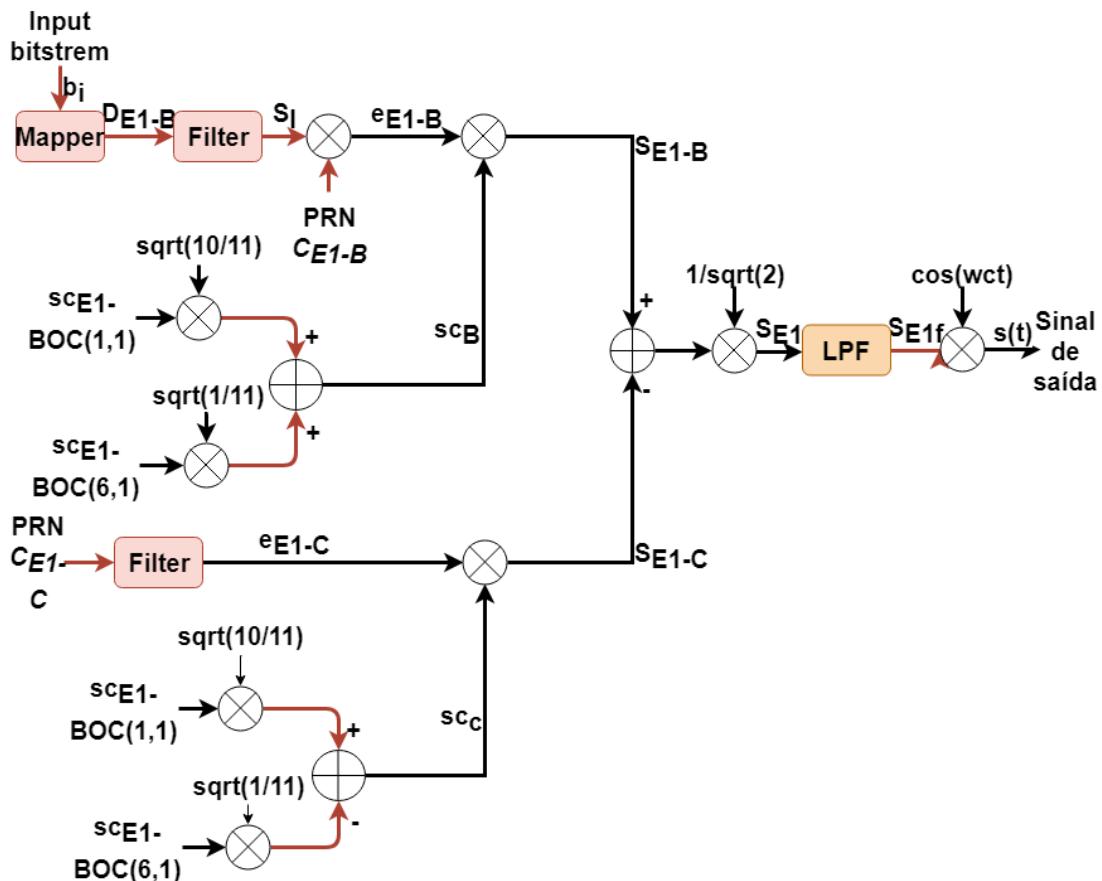 Input
bitstrem
bi
Mapper
DE1-B
Filter
SI
eE1-B
SE1-B
PRN
CE1-B
sqrt(10/11)
scE1-
BOC(1,1)
+
scB
sqrt(1/11)
+
scE1-
BOC(6,1)
+
-
1/sqrt(2)
SE1
LPF
SE1f
cos(wct)
s(t)
Sinal
de
saída
PRN
CE1-
C
Filter
eE1-C
SE1-C
sqrt(10/11)
scE1-
BOC(1,1)
+
scC
sqrt(1/11)
-
scE1-
BOC(6,1)